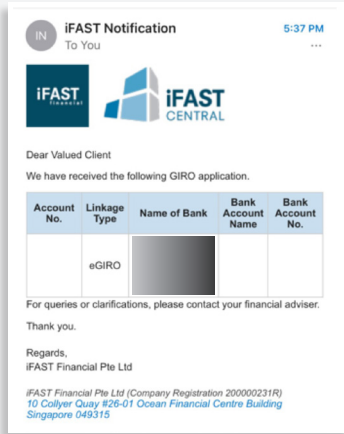 IN
iFAST Notification
5:37 PM
To You
...
iFAST
financial
iFAST
CENTRAL
Dear Valued Client
We have received the following GIRO application.
Account No.
Linkage Type
Name of Bank
Bank Account Name
Bank Account No.
eGIRO
For queries or clarifications, please contact your financial adviser.
Thank you.
Regards,
iFAST Financial Pte Ltd
iFAST Financial Pte Ltd (Company Registration 200000231R)
10 Collyer Quay #26-01 Ocean Financial Centre Building
Singapore 049315